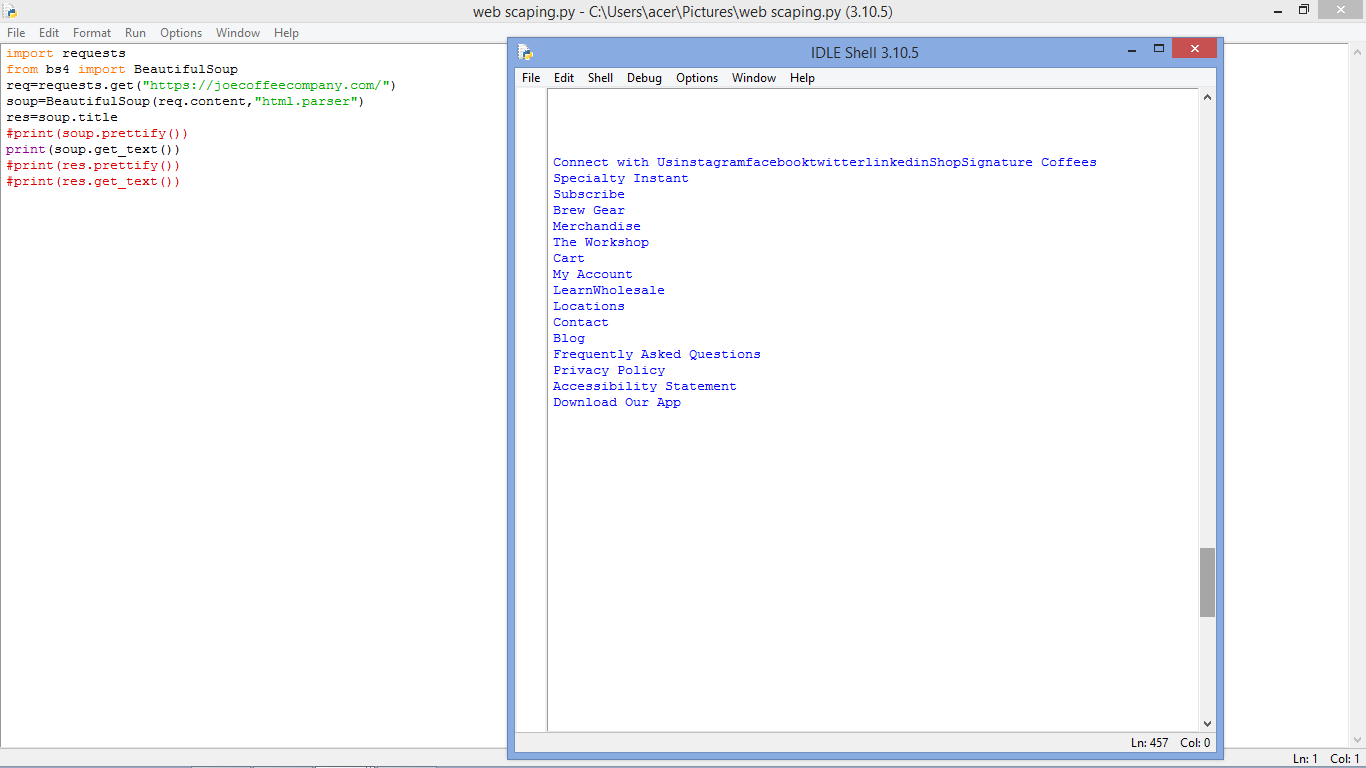 web scaping.py - C:\Users\acer\Pictures\web scaping.py (3.10.5)
File Edit Format Run Options Window Help
import requests
from bs4 import BeautifulSoup
req=requests.get("https://joecoffeecompany.com/")
soup=BeautifulSoup(req.content,"html.parser")
res=soup.title
#print(soup.prettify())
print(soup.get_text())
#print(res.prettify())
#print(res.get_text())
IDLE Shell 3.10.5
File Edit Shell Debug Options Window Help
Connect with UsinstagramfacebooktwitterlinkedinShopSignature Coffees
Specialty Instant
Subscribe
Brew Gear
Merchandise
The Workshop
Cart
My Account
LearnWholesale
Locations
Contact
Blog
Frequently Asked Questions
Privacy Policy
Accessibility Statement
Download Our App
Ln: 457 Col: 0
Ln: 1 Col: 1